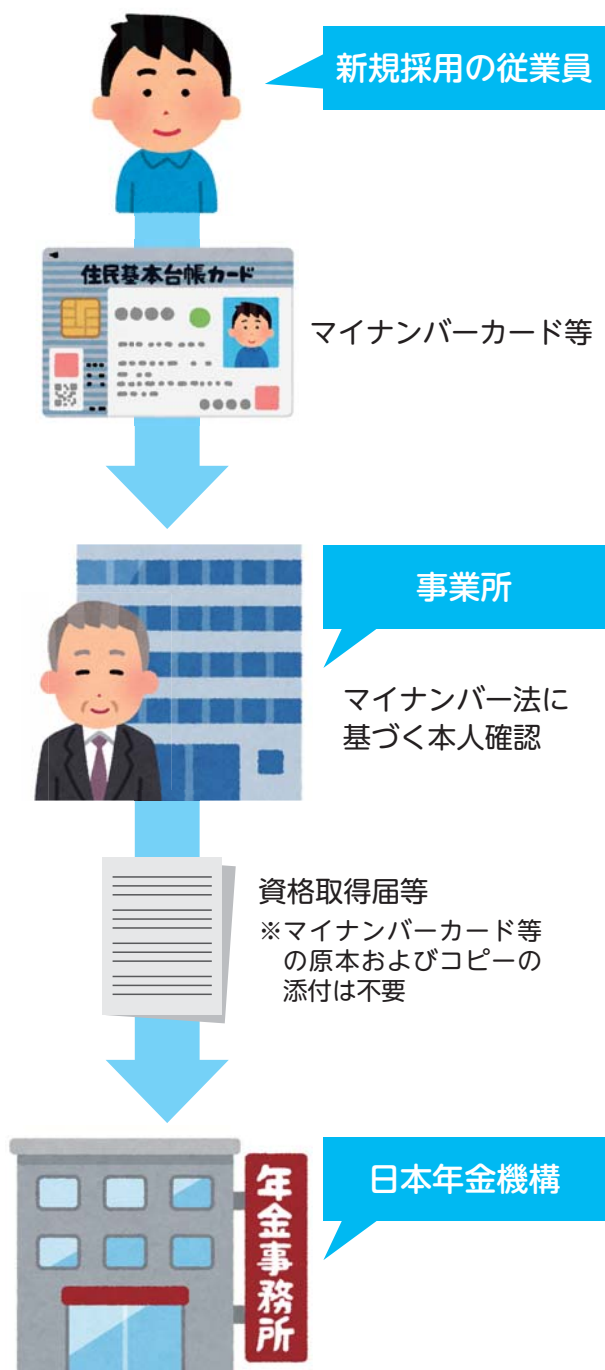 新規採用の従業員
住民基本台帳カード
マイナンバーカード等
事業所
マイナンバー法に
基づく本人確認
資格取得届等
※マイナンバーカード等
の原本およびコピーの
添付は不要
日本年金機構
年金事務所